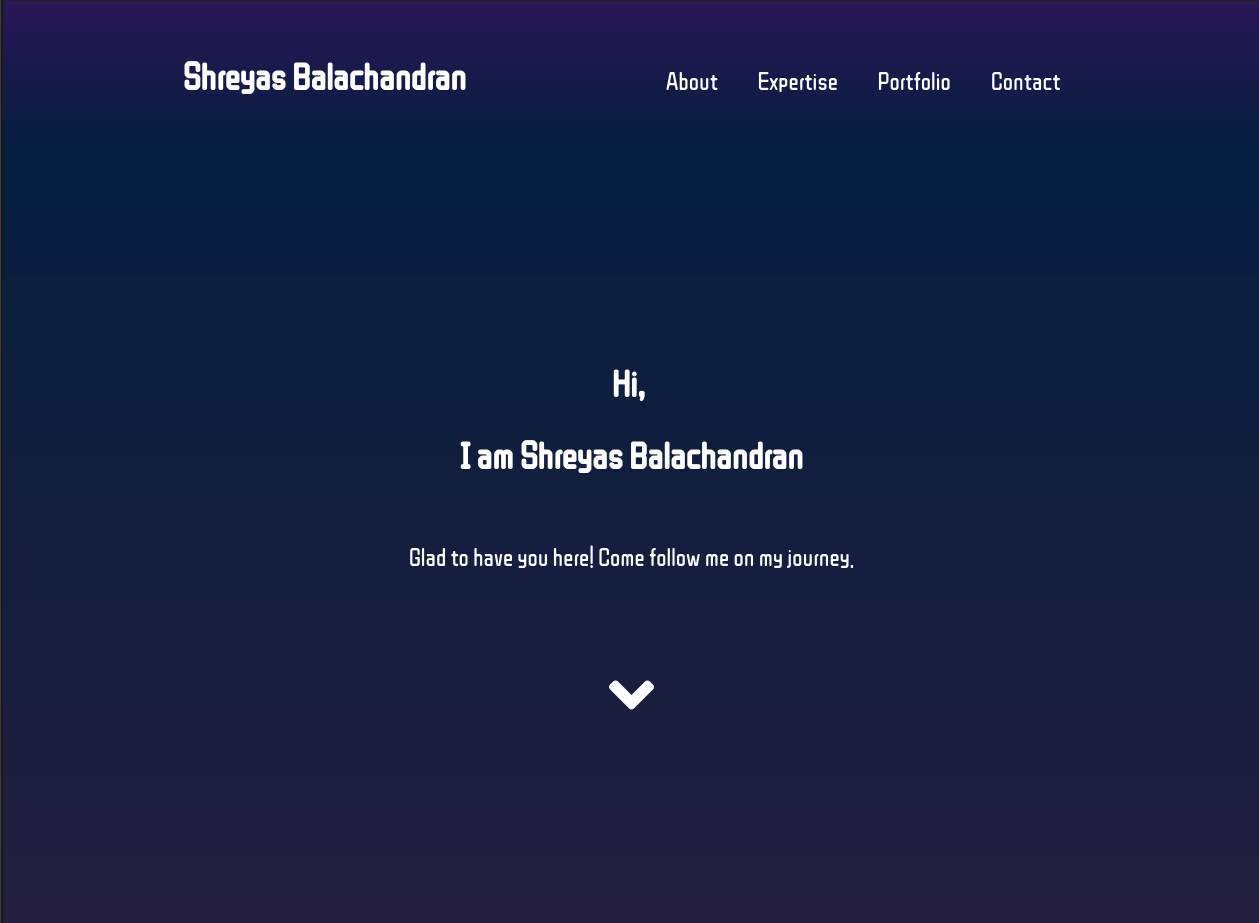 Shreyas Balachandran
About Expertise Portfolio Contact
Hi,
I am Shreyas Balachandran
Glad to have you here! Come follow me on my journey.